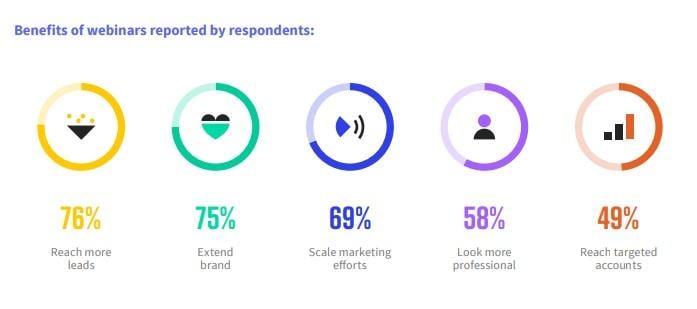 Benefits of webinars reported by respondents:
76%
75%
69%
58%
49%
Reach more
leads
Extend
brand
Scale marketing
efforts
Look more
professional
Reach targeted
accounts